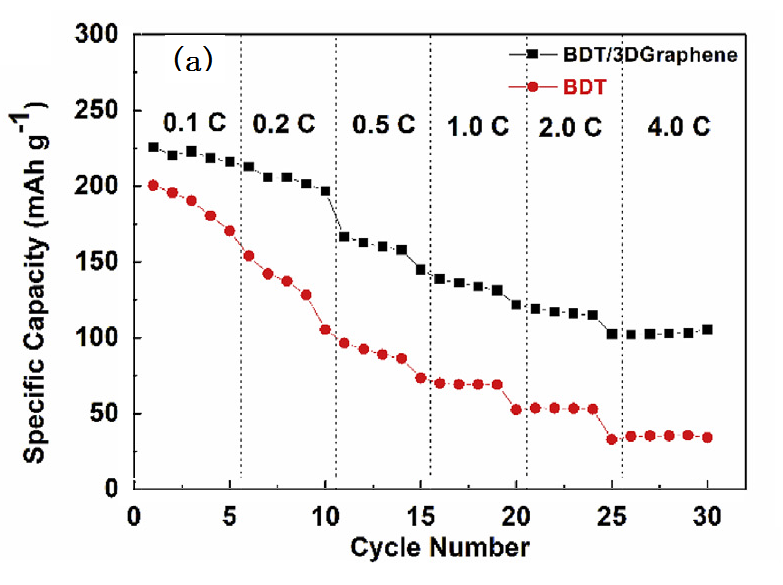 (a)
BDT/3DGraphene
BDT
0.1 C 0.2 C 0.5 C 1.0 C 2.0 C 4.0 C
300
250
200
150
100
50
0
Specific Capacity (mAh g⁻¹)
0 5 10 15 20 25 30
Cycle Number